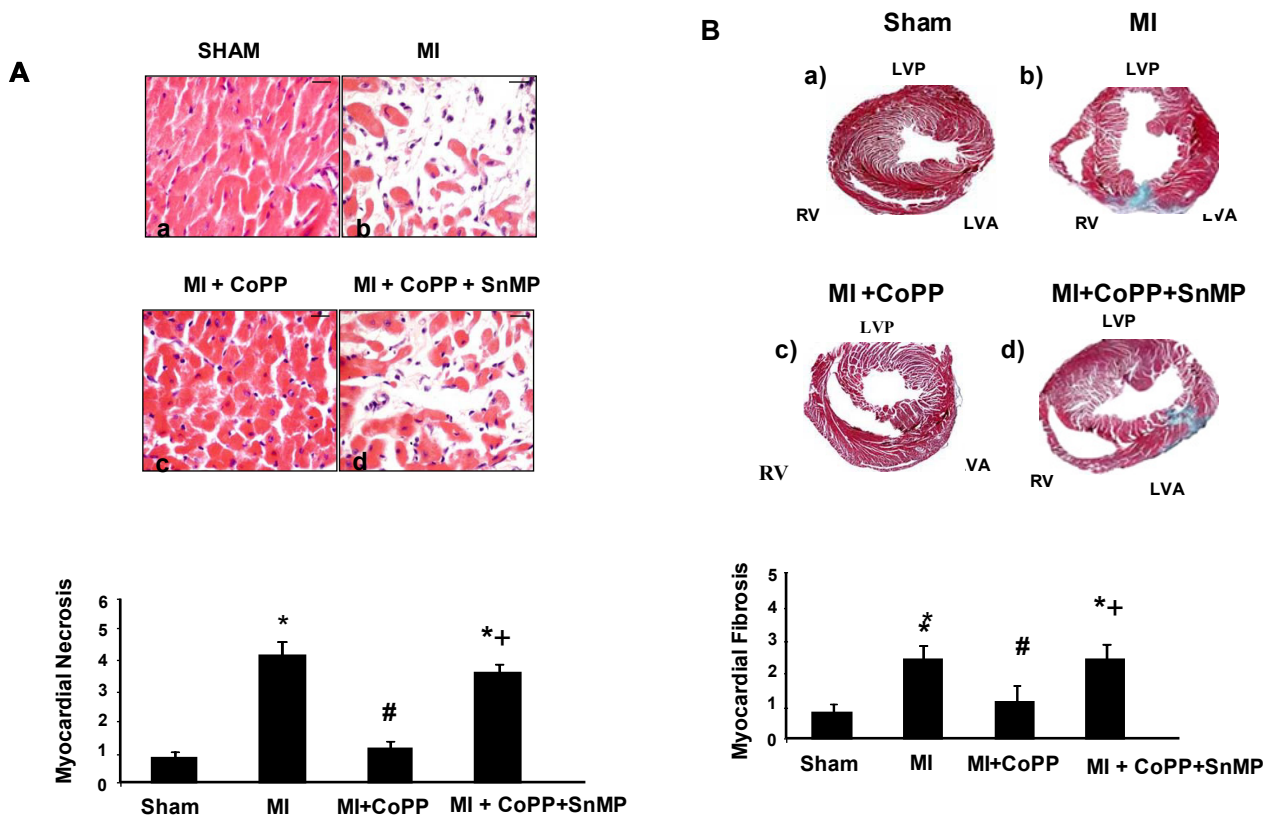 A
SHAM MI
a b
MI + CoPP MI + CoPP + SnMP
c d
Myocardial Necrosis
6
5
4
3
2
1
0
*
#
*+
Sham MI MI+CoPP MI + CoPP+SnMP
B
Sham MI
a) LVP b) LVP
RV LVA RV LVA
MI +CoPP MI+CoPP+SnMP
LVP LVP
c) d)
RV .VA RV LVA
Myocardial Fibrosis
5
4
3
2
1
0
*
*
#
*+
Sham MI MI+CoPP MI + CoPP+SnMP